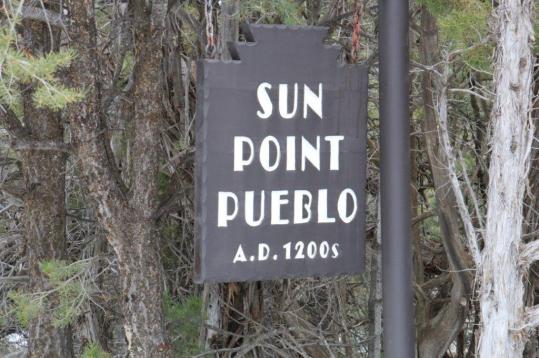 SUN
POINT
PUEBLO
A.D. 1200s